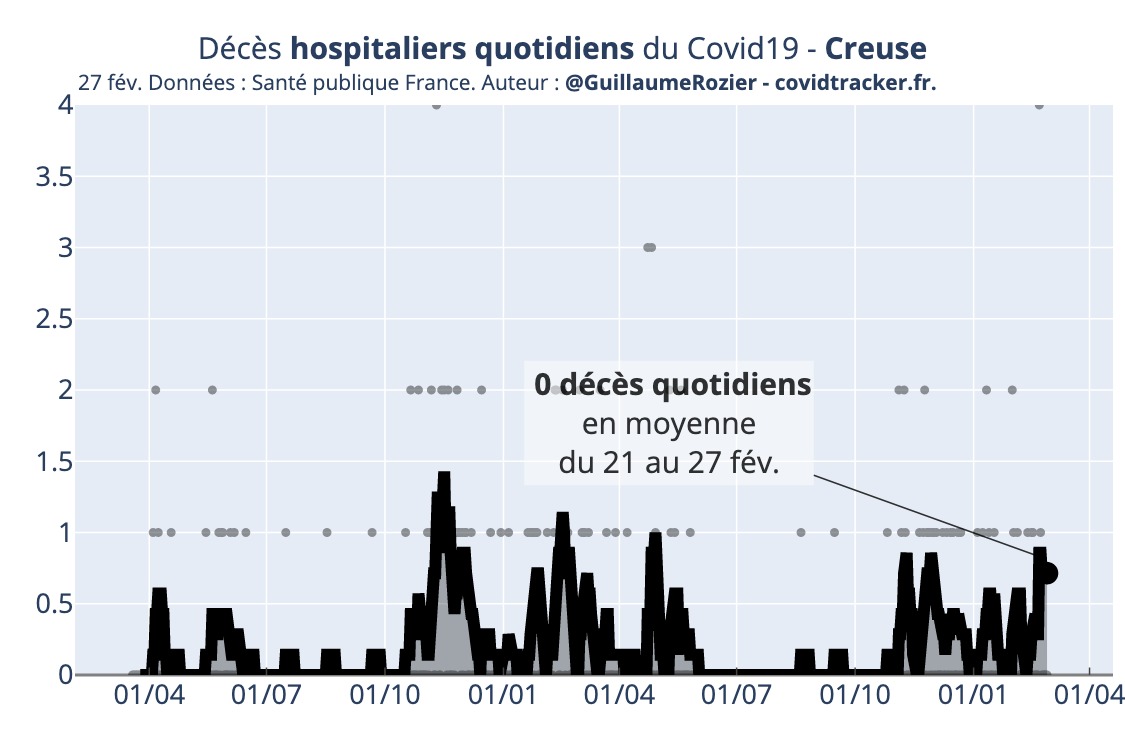 Décès hospitaliers quotidiens du Covid19 - Creuse
27 fév. Données : Santé publique France. Auteur : @GuillaumeRozier - covidtracker.fr.
4
3.5
3
2.5
2
1.5
1
0.5
0
0 décès quotidiens
en moyenne
du 21 au 27 fév.
01/04 01/07 01/10 01/01 01/04 01/07 01/10 01/01 01/04